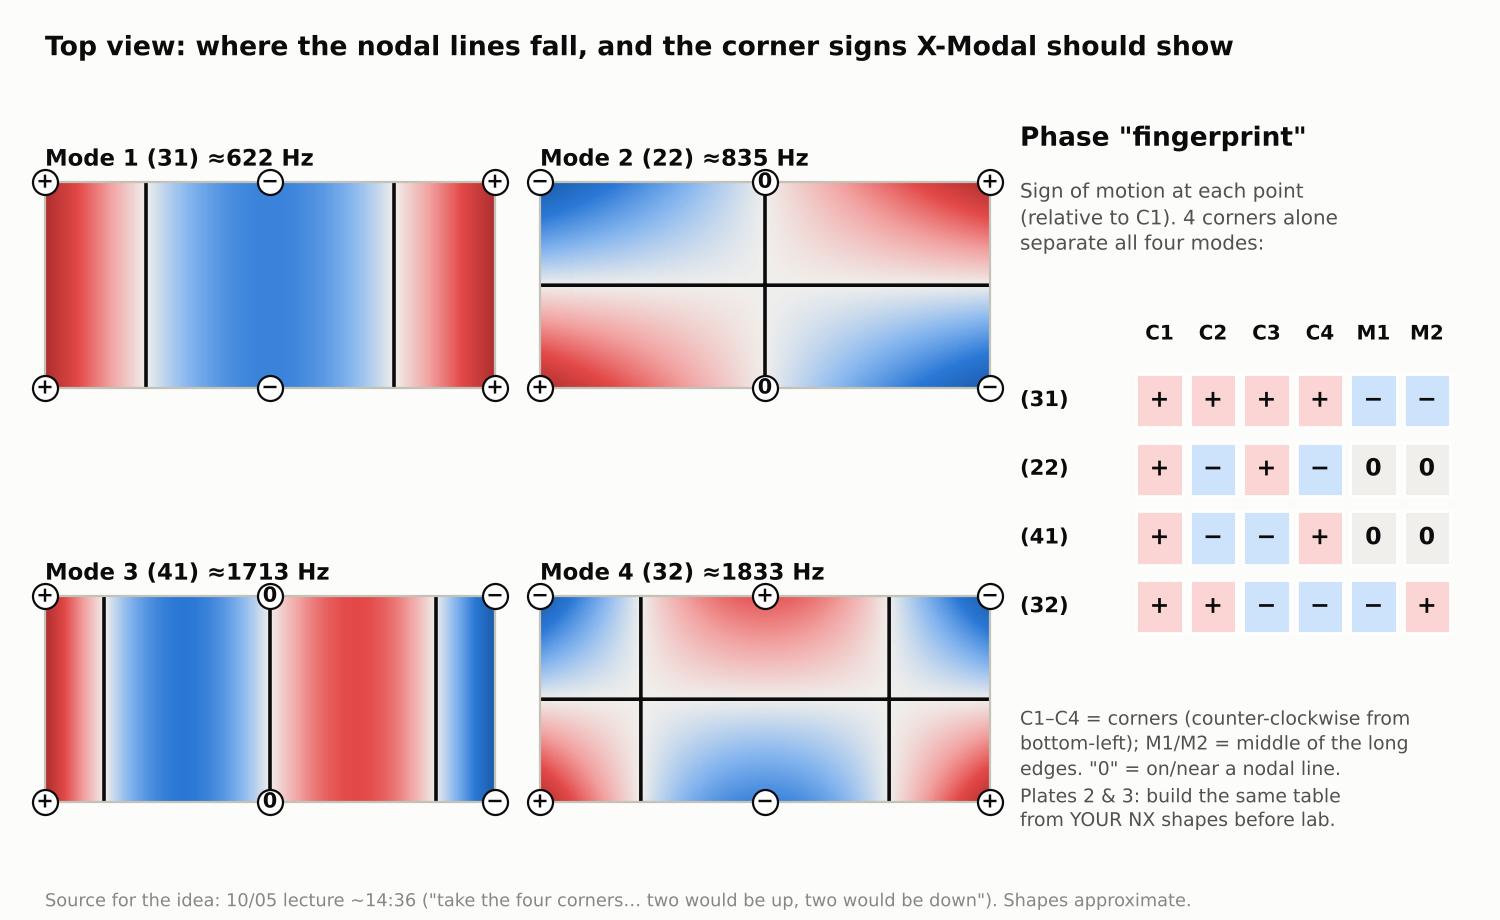 Top view: where the nodal lines fall, and the corner signs X-Modal should show
Mode 1 (31) ≈622 Hz
+ − +
+ − +
Mode 2 (22) ≈835 Hz
− 0 +
+ 0 −
Mode 3 (41) ≈1713 Hz
+ 0 −
+ 0 −
Mode 4 (32) ≈1833 Hz
− + −
+ − +
Phase "fingerprint"
Sign of motion at each point
(relative to C1). 4 corners alone
separate all four modes:
C1 C2 C3 C4 M1 M2
(31) + + + + − −
(22) + − + − 0 0
(41) + − − + 0 0
(32) + + − − − +
C1–C4 = corners (counter-clockwise from
bottom-left); M1/M2 = middle of the long
edges. "0" = on/near a nodal line.
Plates 2 & 3: build the same table
from YOUR NX shapes before lab.
Source for the idea: 10/05 lecture ~14:36 ("take the four corners… two would be up, two would be down"). Shapes approximate.